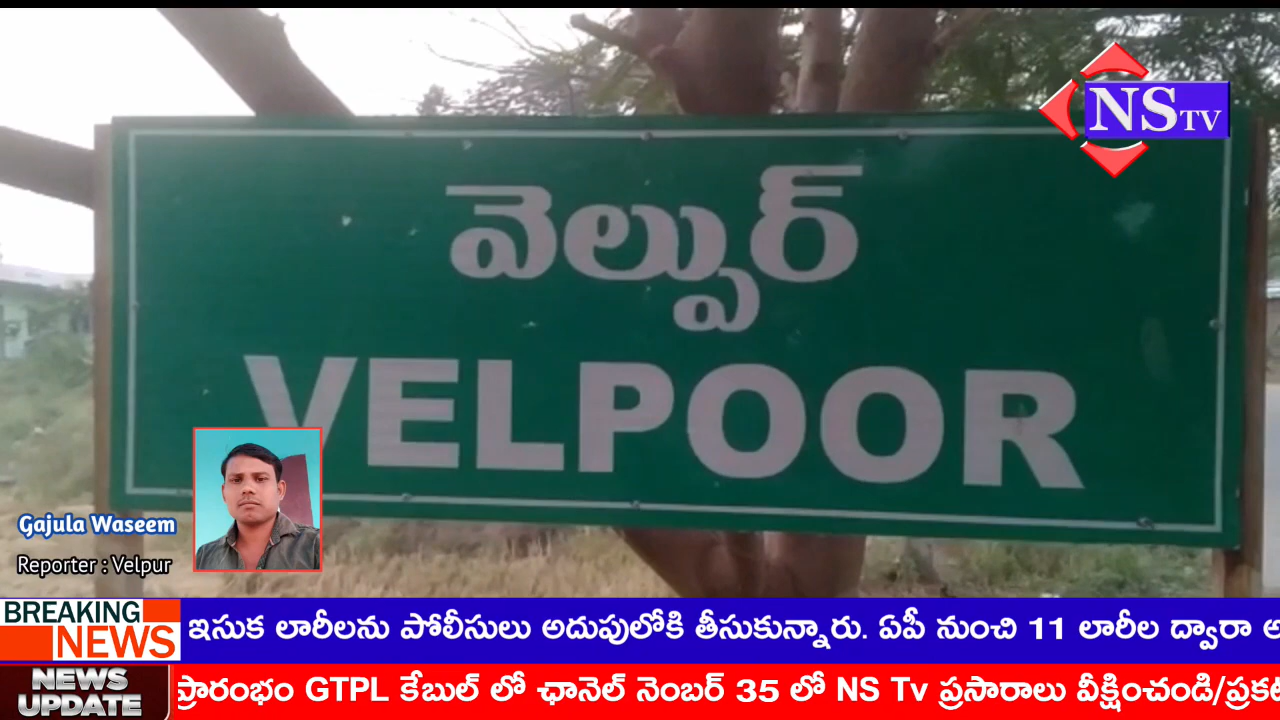 NS TV
వెల్పుర్
VELPOOR
Gajula Waseem
Reporter : Velpur
BREAKING NEWS
ఇసుక లారీలను పోలీసులు అదుపులోకి తీసుకున్నారు. ఏపీ నుంచి 11 లారీల ద్వారా
NEWS UPDATE
ప్రారంభం GTPL కేబుల్ లో ఛానెల్ నెంబర్ 35 లో NS Tv ప్రసారాలు వీక్షించండి/ప్రకట